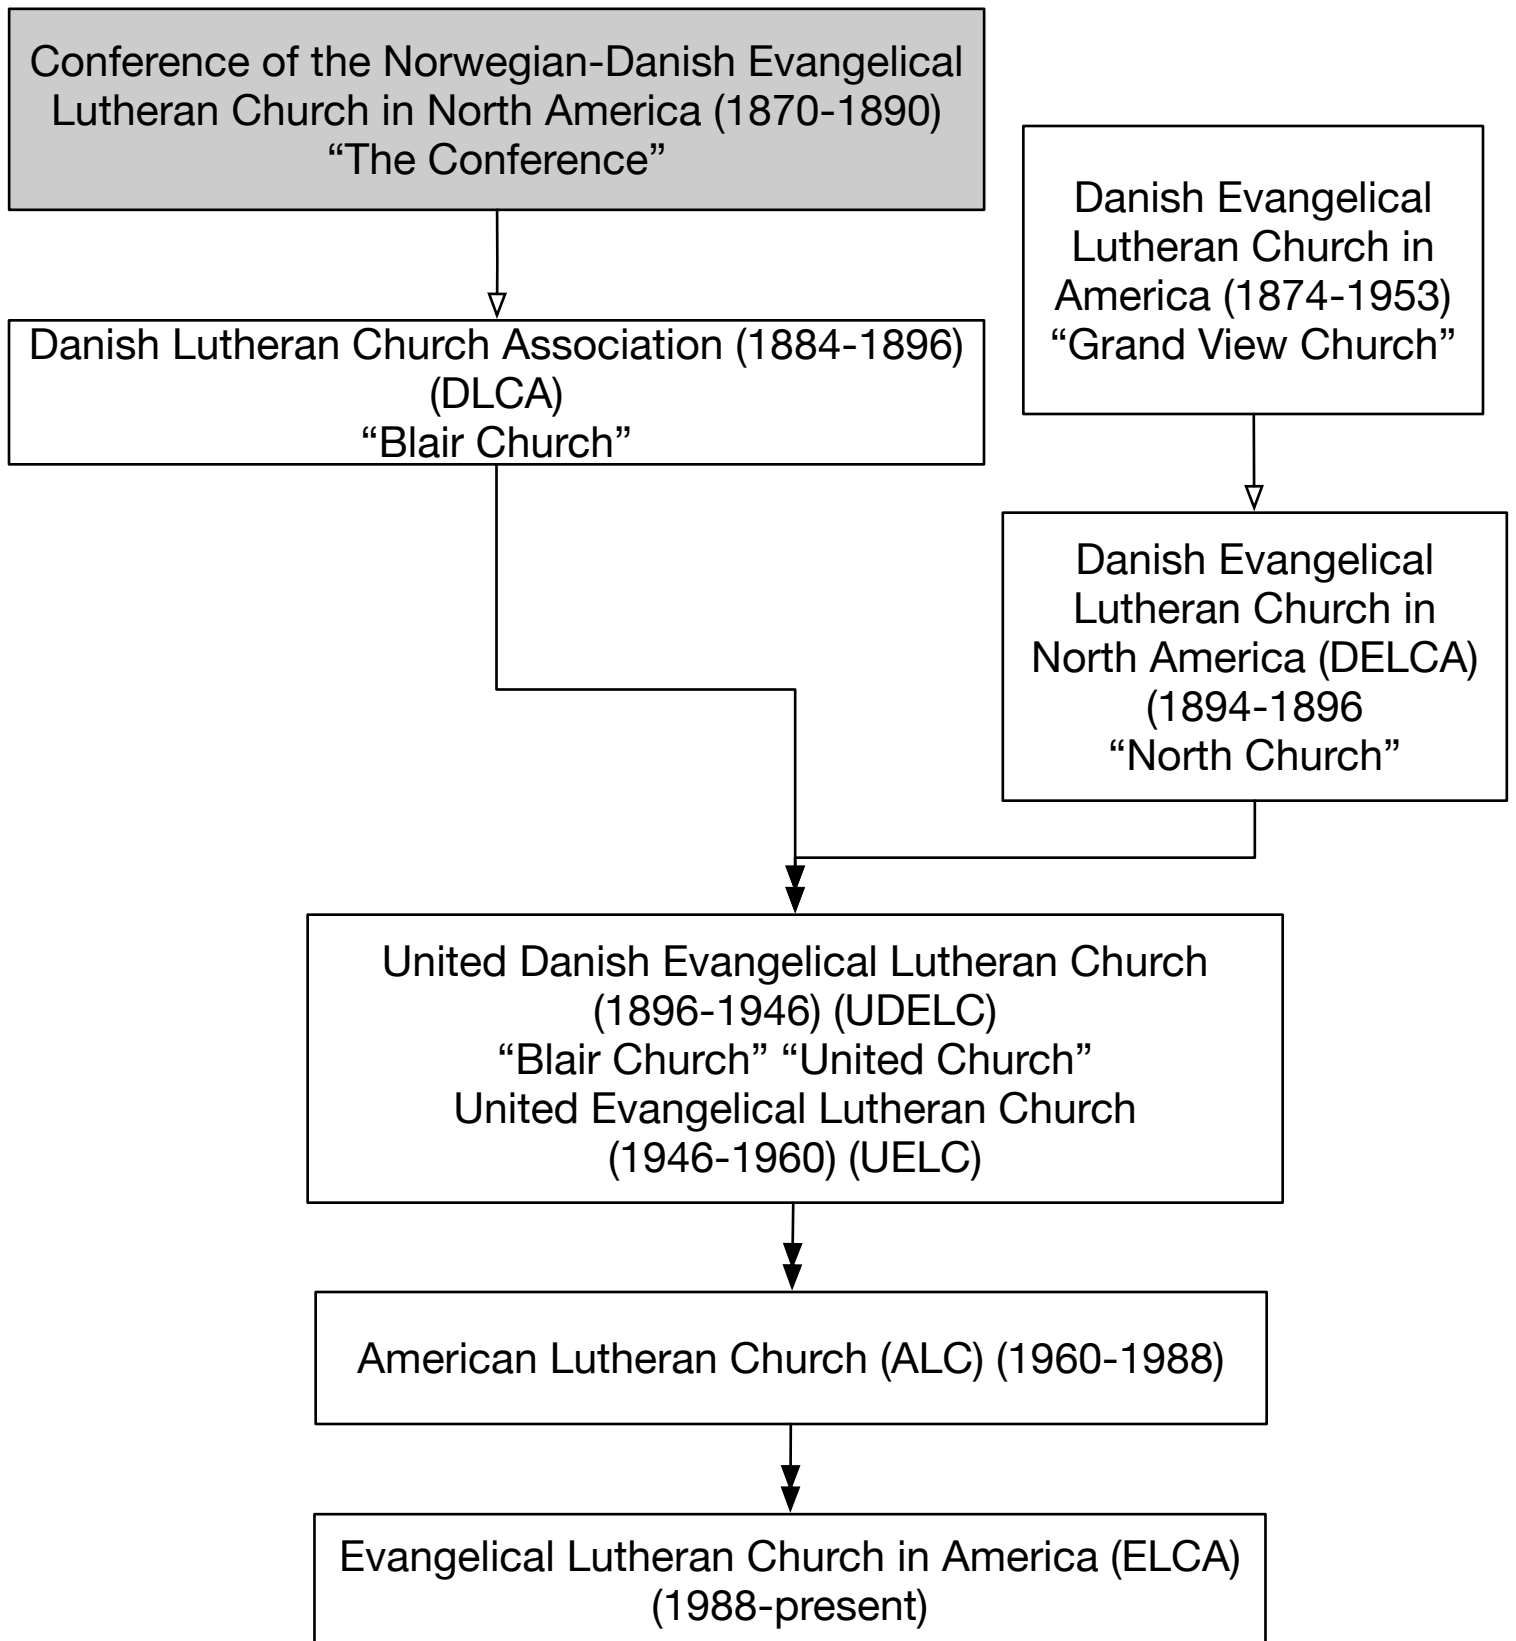 Conference of the Norwegian-Danish Evangelical
Lutheran Church in North America (1870-1890)
“The Conference”
Danish Evangelical
Lutheran Church in
America (1874-1953)
“Grand View Church”
Danish Lutheran Church Association (1884-1896)
(DLCA)
“Blair Church”
Danish Evangelical
Lutheran Church in
North America (DELCA)
(1894-1896
“North Church”
United Danish Evangelical Lutheran Church
(1896-1946) (UDELC)
“Blair Church” “United Church”
United Evangelical Lutheran Church
(1946-1960) (UELC)
American Lutheran Church (ALC) (1960-1988)
Evangelical Lutheran Church in America (ELCA)
(1988-present)